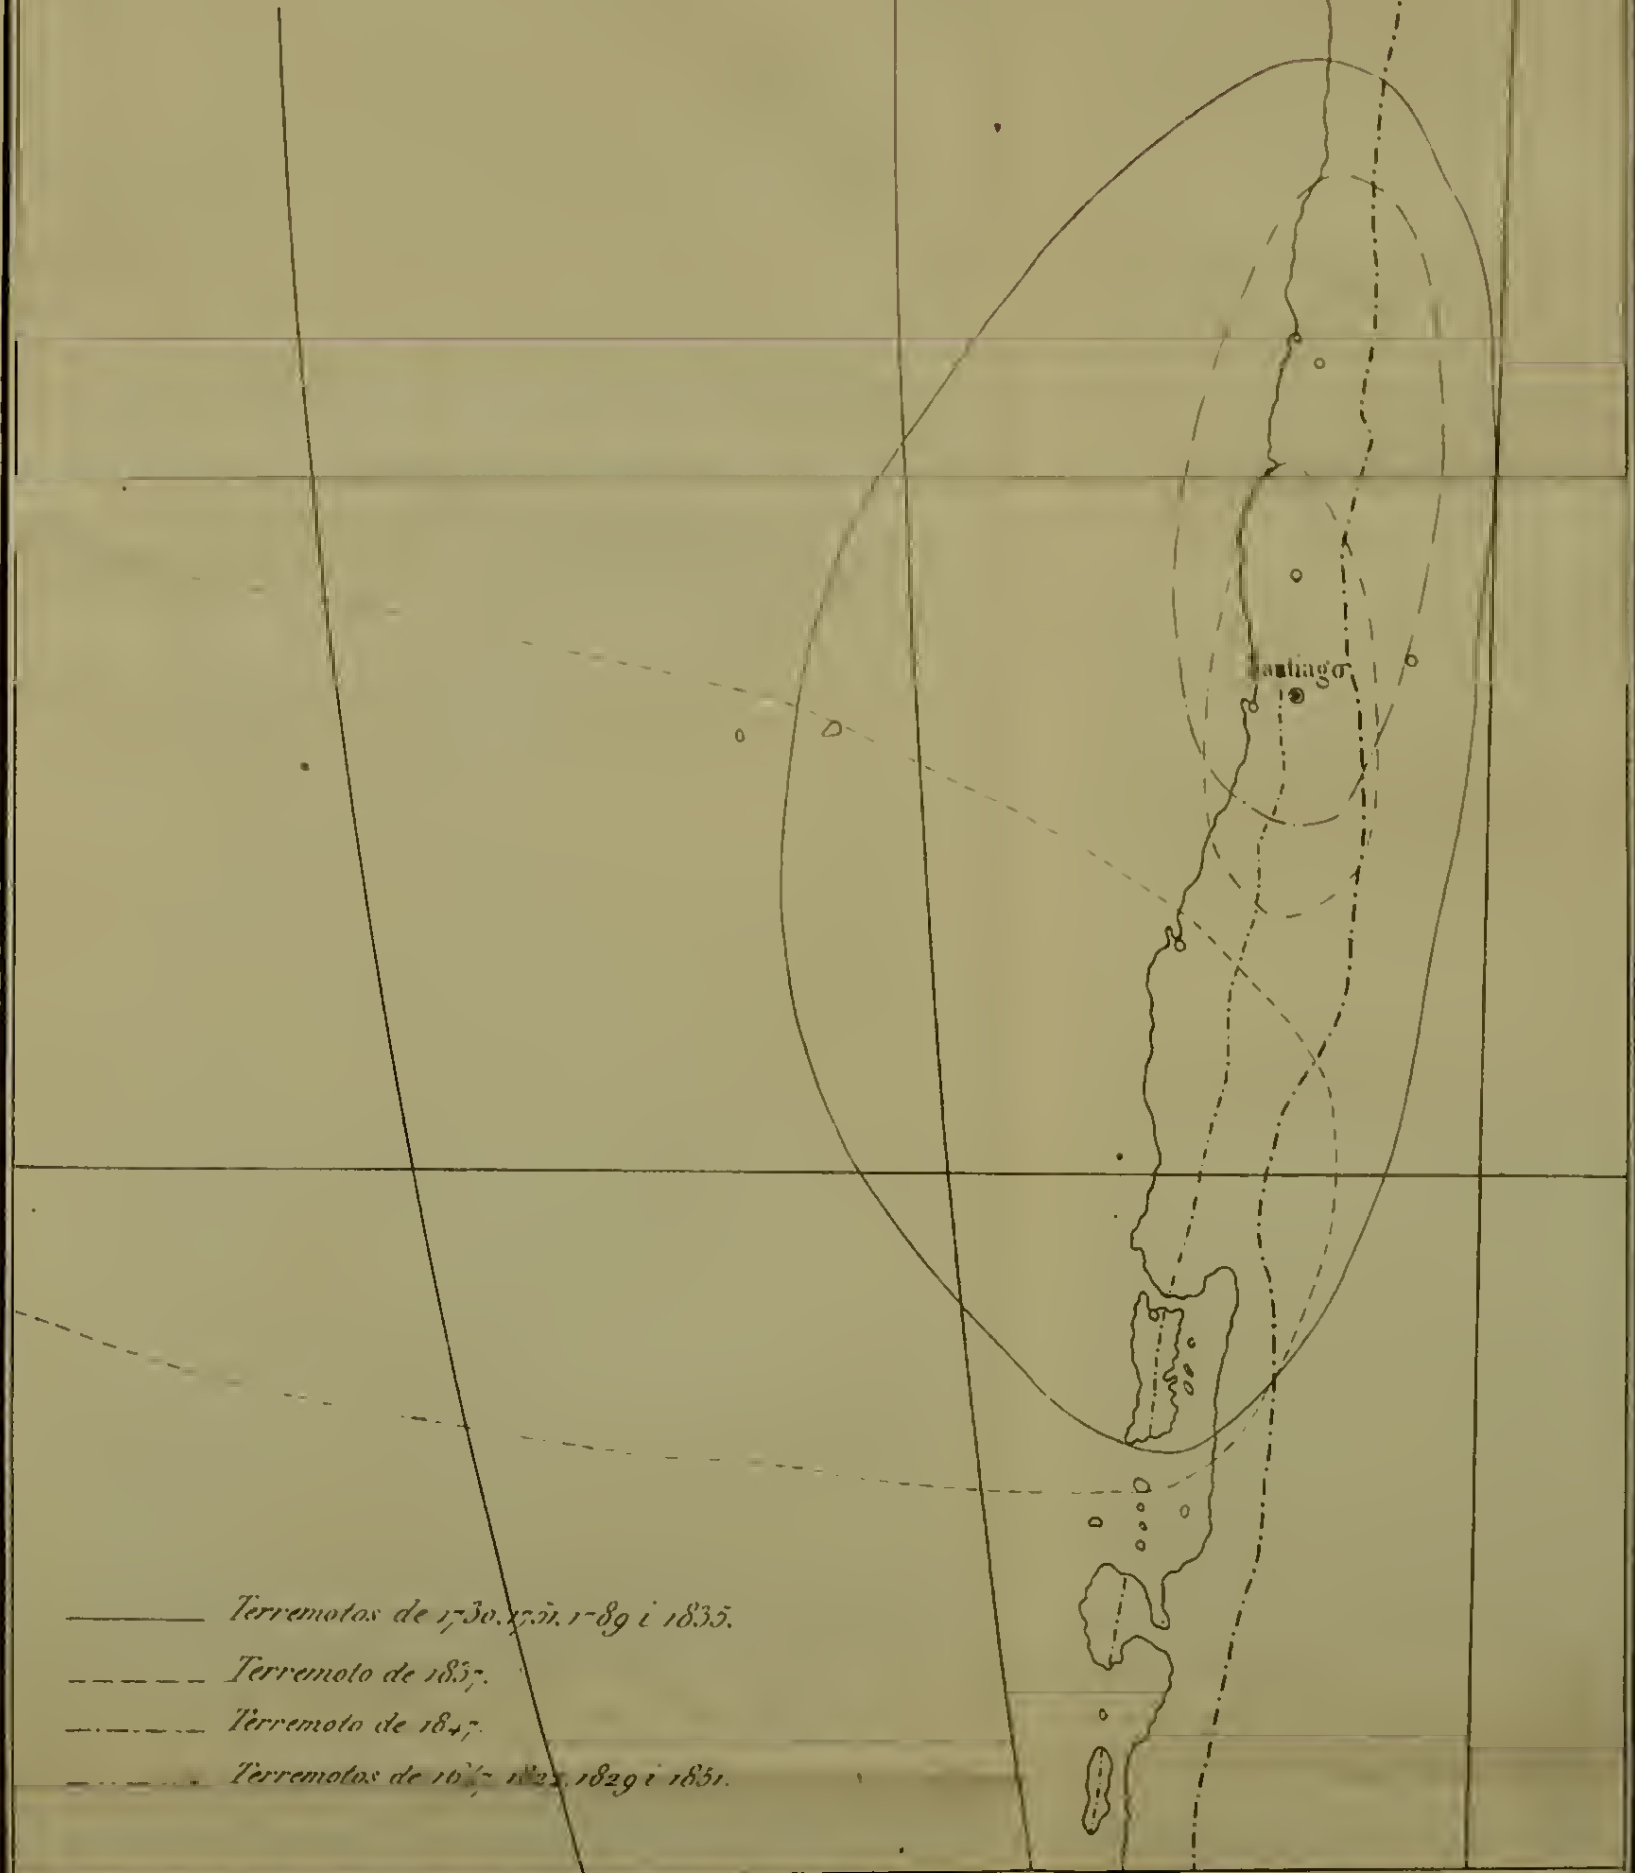 Santiago
Terremotos de 1730. 1751. 1789 i 1835.
Terremoto de 1837.
Terremoto de 1847.
Terremotos de 1829 i 1851.